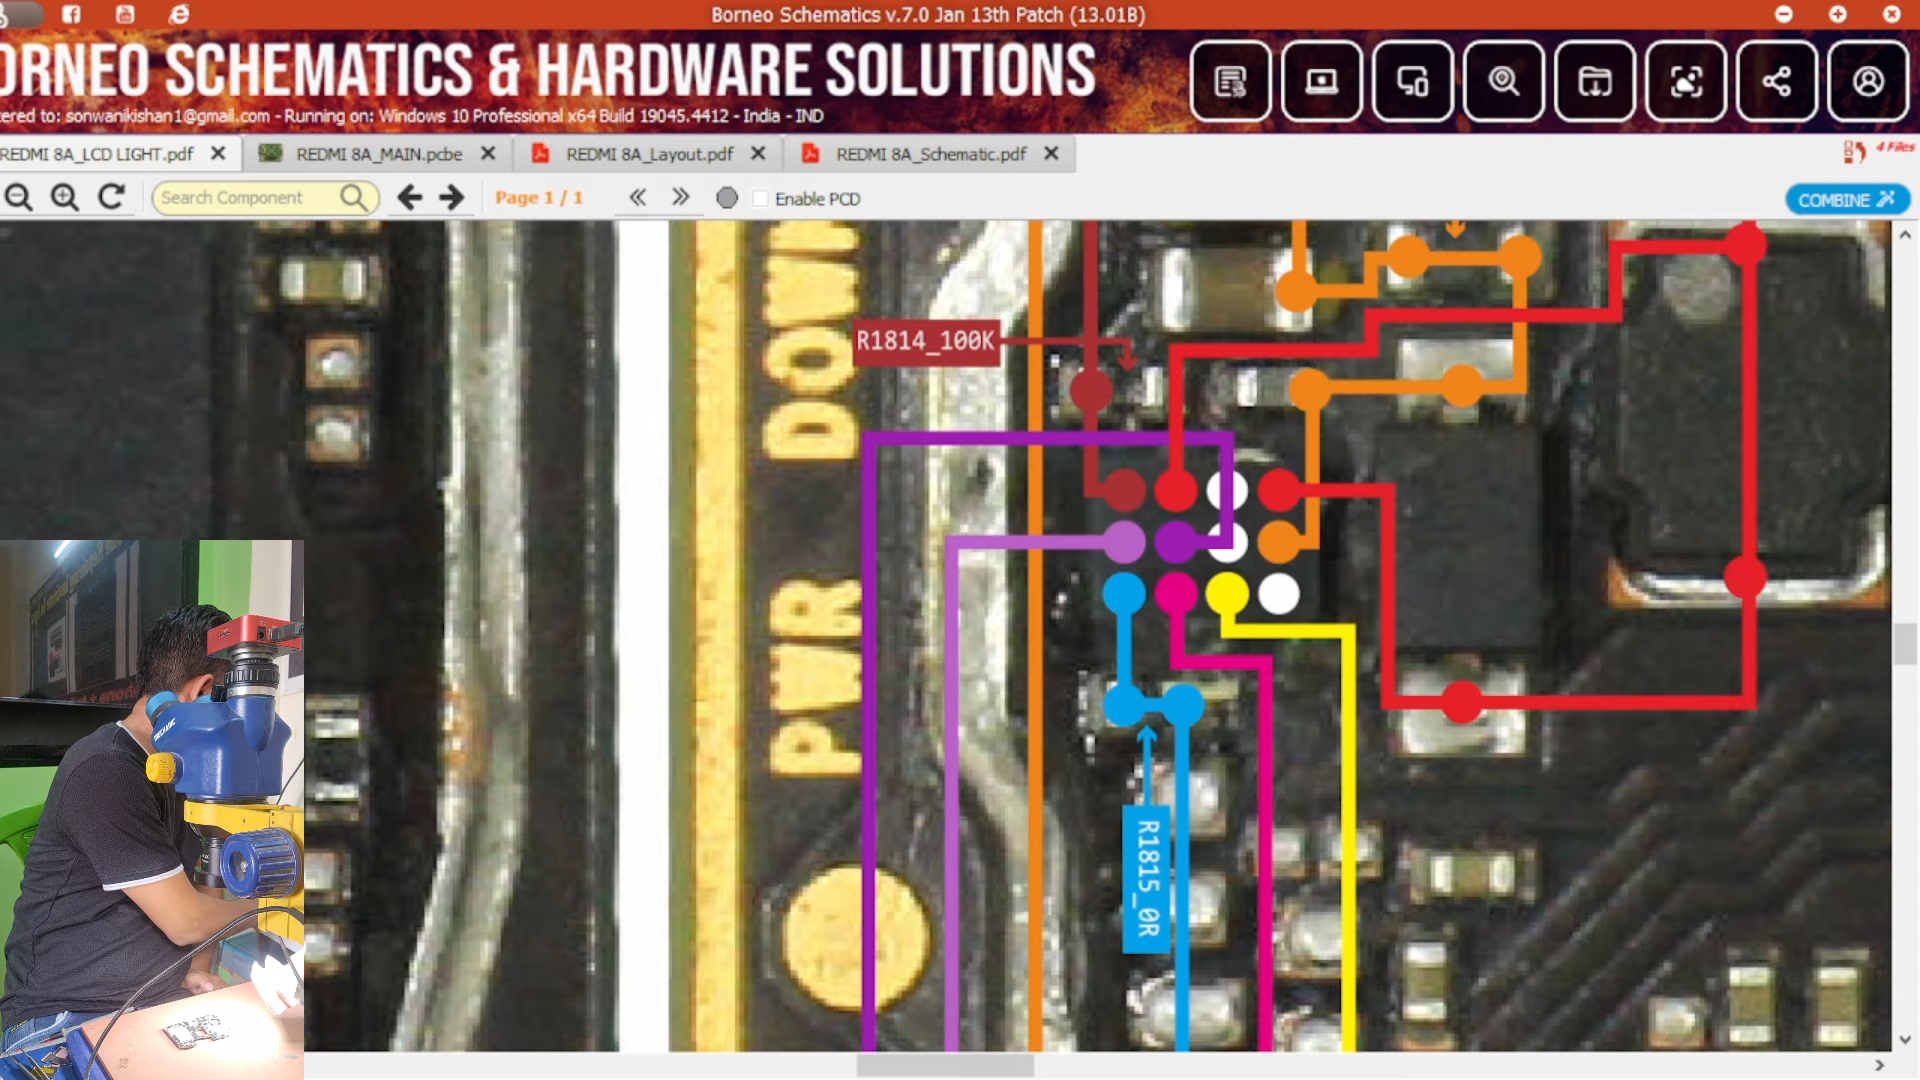 Borneo Schematics v.7.0 Jan 13th Patch (13.01B)
ORNEO SCHEMATICS & HARDWARE SOLUTIONS
ered to: sonwanikishan1@gmail.com - Running on: Windows 10 Professional x64 Build 19045.4412 - India - IND
REDMI 8A_LCD LIGHT.pdf
REDMI 8A_MAIN.pcbe
REDMI 8A_Layout.pdf
REDMI 8A_Schematic.pdf
4 Files
Search Component
Page 1 / 1
Enable PCD
COMBINE
DOWN
R1814_100K
PWR
R1815_0R